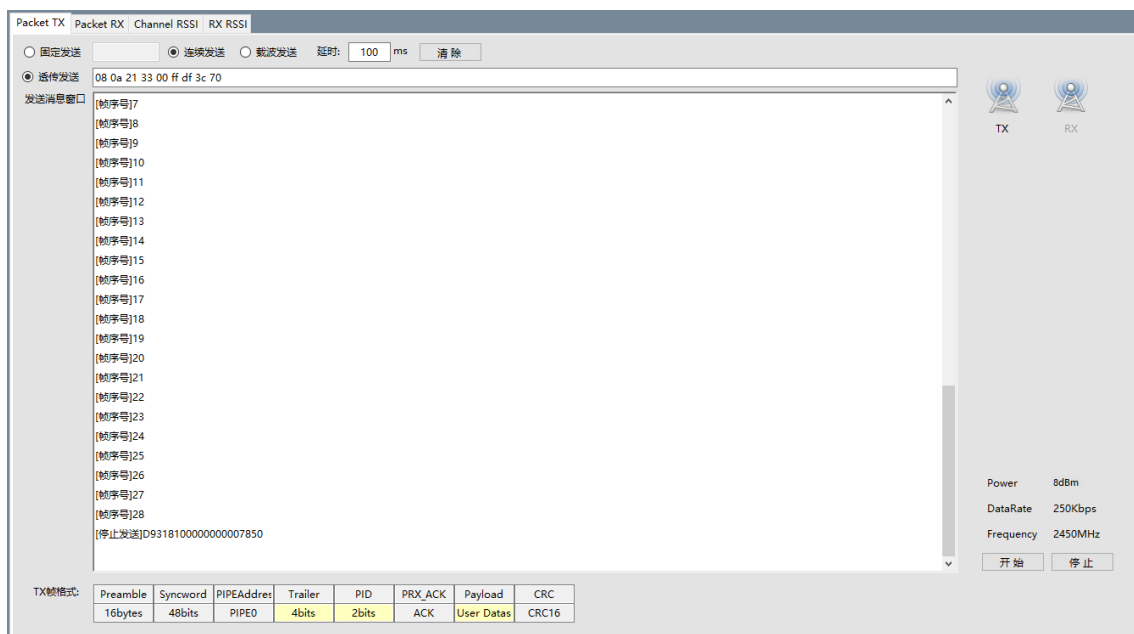 Packet TX Packet RX Channel RSSI RX RSSI
固定发送 连续发送 载波发送 延时: 100 ms 清 除
透传发送 08 0a 21 33 00 ff df 3c 70
发送消息窗口
[帧序号]7
[帧序号]8
[帧序号]9
[帧序号]10
[帧序号]11
[帧序号]12
[帧序号]13
[帧序号]14
[帧序号]15
[帧序号]16
[帧序号]17
[帧序号]18
[帧序号]19
[帧序号]20
[帧序号]21
[帧序号]22
[帧序号]23
[帧序号]24
[帧序号]25
[帧序号]26
[帧序号]27
[帧序号]28
[停止发送]D9318100000000007850
TX RX
Power 8dBm
DataRate 250Kbps
Frequency 2450MHz
开 始 停 止
TX帧格式: Preamble Syncword PIPEAddres Trailer PID PRX_ACK Payload CRC
16bytes 48bits PIPE0 4bits 2bits ACK User Datas CRC16